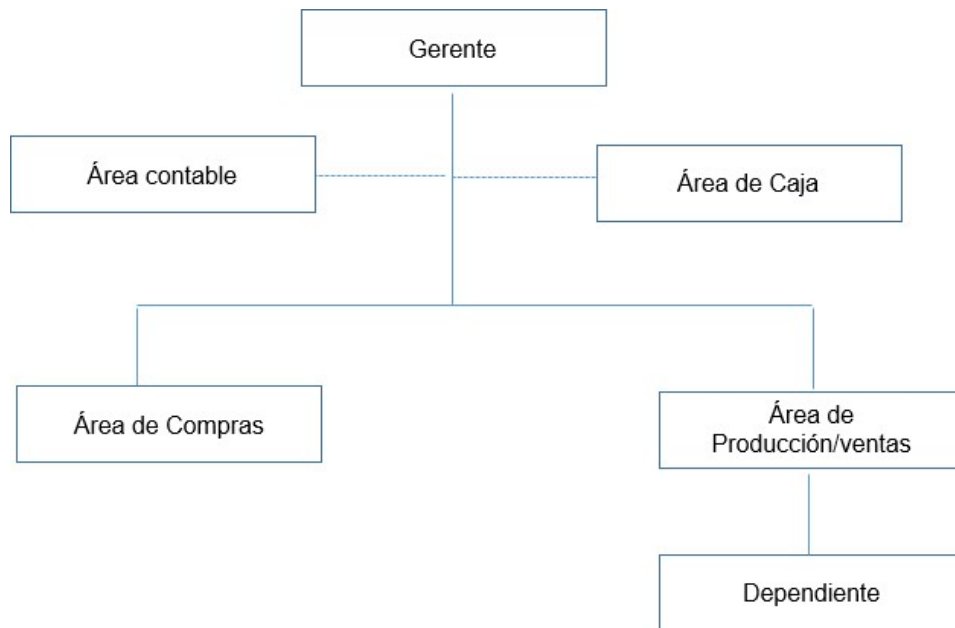 Gerente
Área contable
Área de Caja
Área de Compras
Área de
Producción/ventas
Dependiente